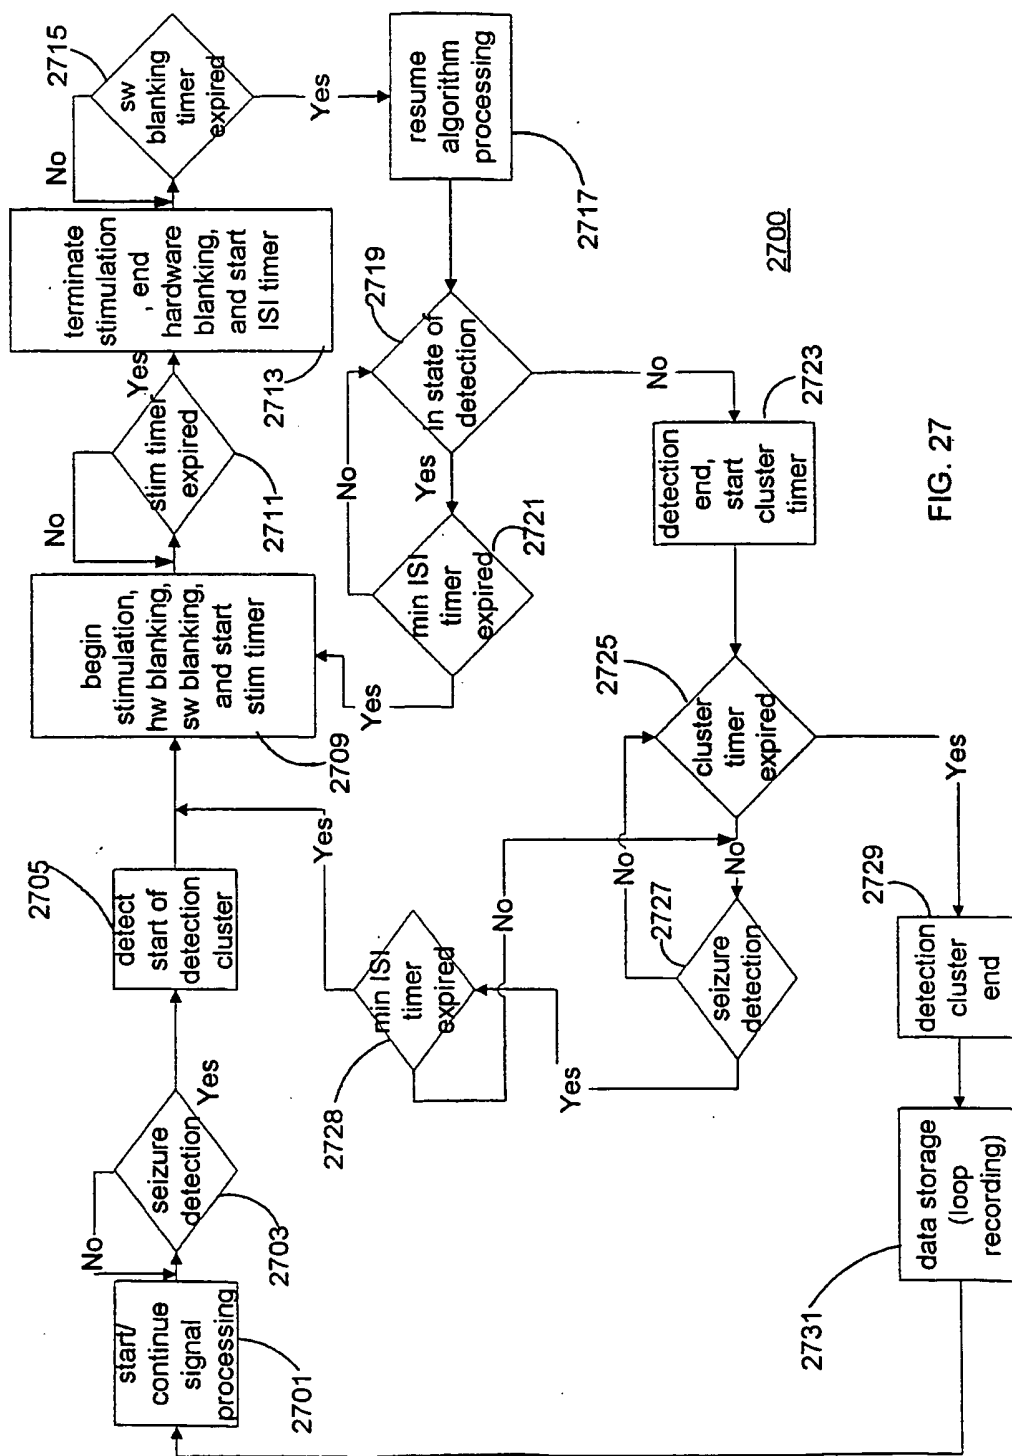 start/
continue
signal
processing
2701
No
seizure
detection
2703
Yes
detect
start of
detection
cluster
2705
begin
stimulation,
hw blanking,
sw blanking,
and start
stim timer
2709
No
stim timer
expired
2711
Yes
terminate
stimulation
, end
hardware
blanking,
and start
ISI timer
2713
No
sw
blanking
timer
expired
2715
Yes
resume
algorithm
processing
2717
in state of
detection
2719
Yes
No
min ISI
timer
expired
2721
Yes
No
detection
end,
start
cluster
timer
2723
cluster
timer
expired
2725
No
Yes
seizure
detection
2727
No
Yes
min ISI
timer
expired
2728
Yes
No
detection
cluster
end
2729
data storage
(loop
recording)
2731
2700
FIG. 27